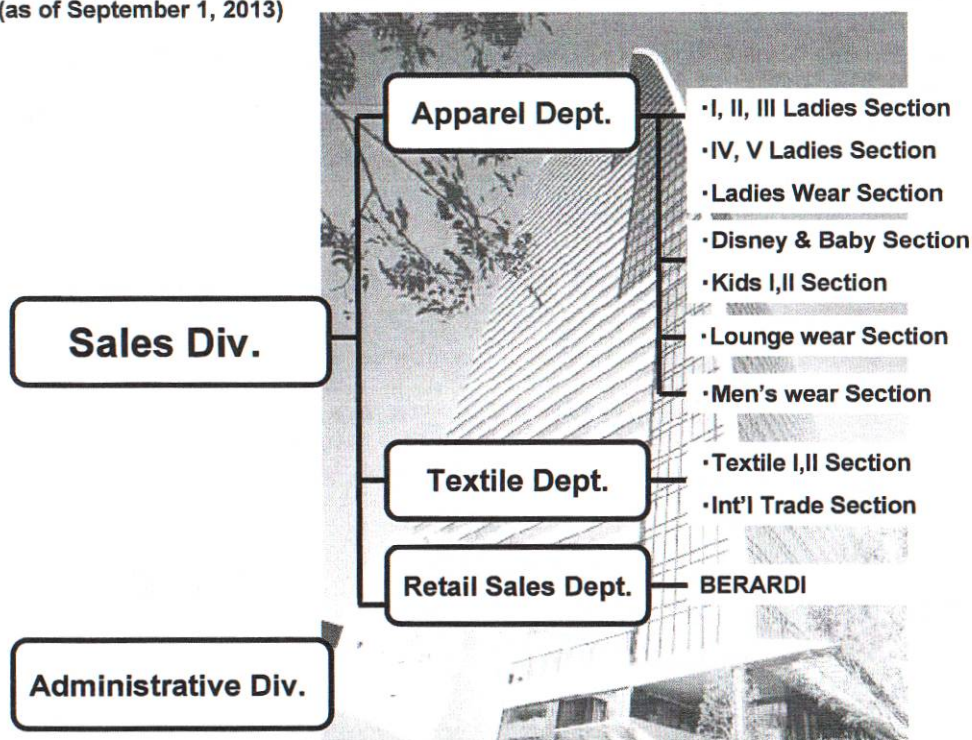 (as of September 1, 2013)
Apparel Dept.
・I, II, III Ladies Section
・IV, V Ladies Section
・Ladies Wear Section
・Disney & Baby Section
・Kids I,II Section
Sales Div.
・Lounge wear Section
・Men's wear Section
Textile Dept.
・Textile I,II Section
・Int'l Trade Section
Retail Sales Dept.
BERARDI
Administrative Div.